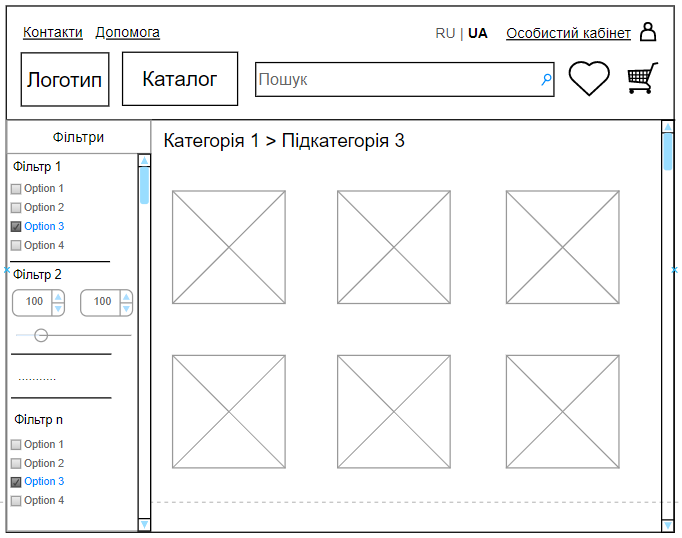 Контакти Допомога RU | UA Особистий кабінет
Логотип Каталог Пошук
Фільтри
Категорія 1 > Підкатегорія 3
Фільтр 1
Option 1
Option 2
Option 3
Option 4
Фільтр 2
100 100
............
Фільтр n
Option 1
Option 2
Option 3
Option 4